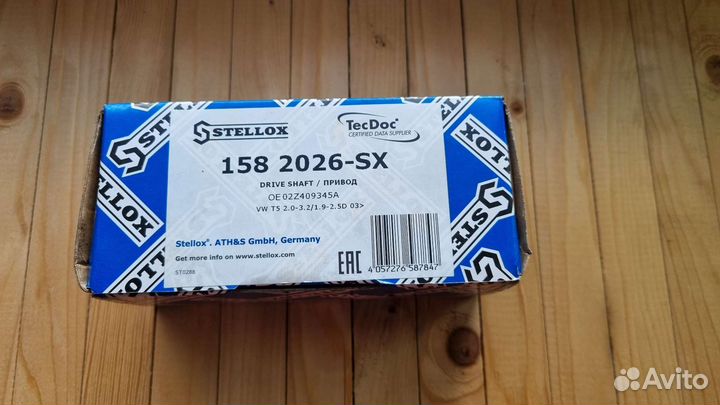 STELLOX
TecDoc®
CERTIFIED DATA SUPPLIER
158 2026-SX
DRIVE SHAFT / ПРИВОД
OE 02Z409345A
VW T5 2.0-3.2/1.9-2.5D 03>
Stellox®. ATH&S GmbH, Germany
Get more info on www.stellox.com
ST0288
EAC
4 057276 587847
STELLOX
STELLOX
Avito